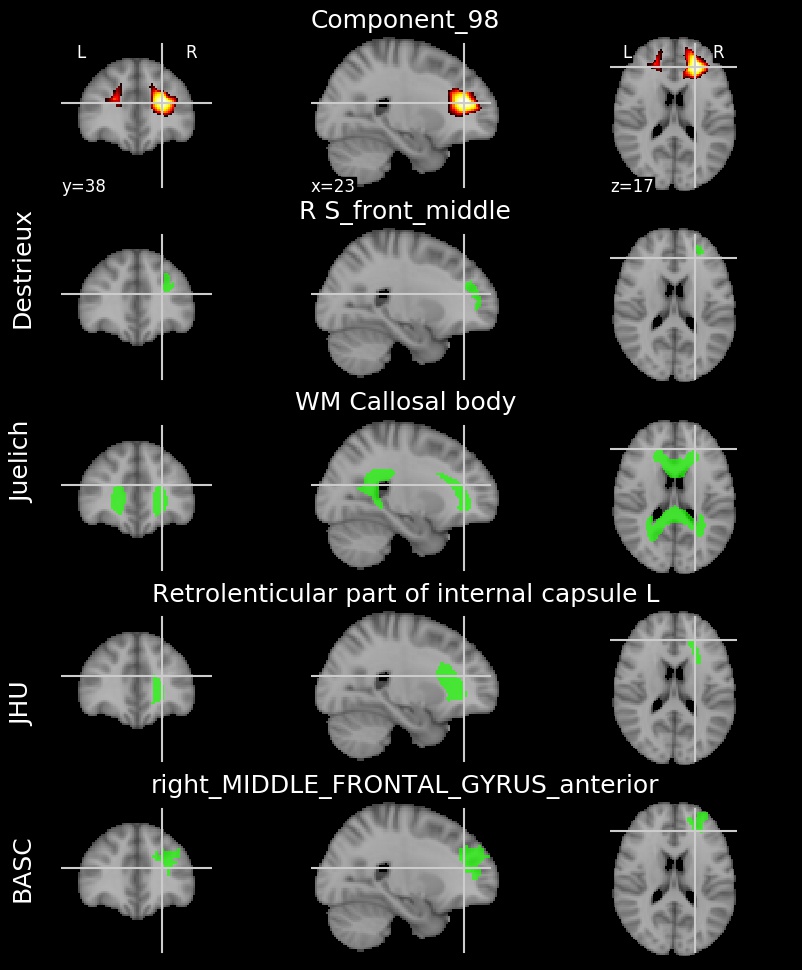 Component_98
L R L R
y=38 x=23 z=17
Destrieux
R S_front_middle
Juelich
WM Callosal body
JHU
Retrolenticular part of internal capsule L
BASC
right_MIDDLE_FRONTAL_GYRUS_anterior